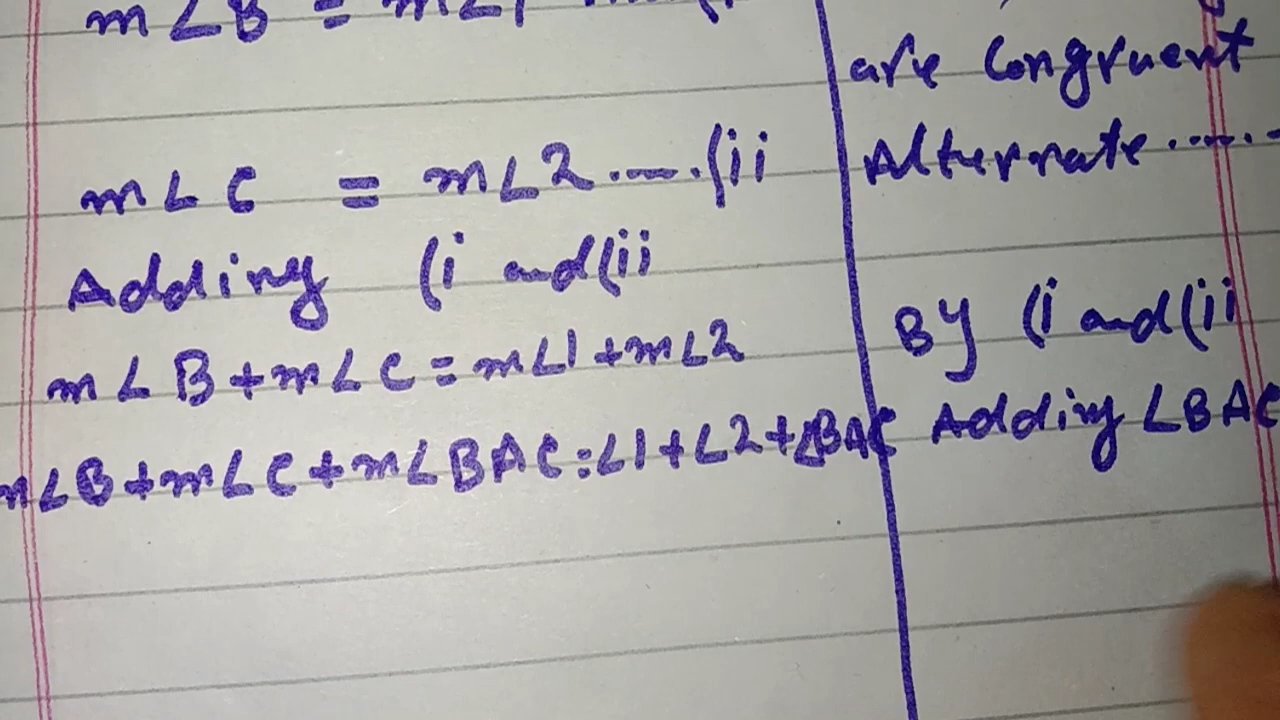 m∠B = m∠1
are Congruent
m∠C = m∠2.....(ii
Alternate......
Adding (i and (ii
By (i and (ii
m∠B+m∠C=m∠1+m∠2
Adding ∠BAC
m∠B+m∠C+m∠BAC=∠1+∠2+∠BAC